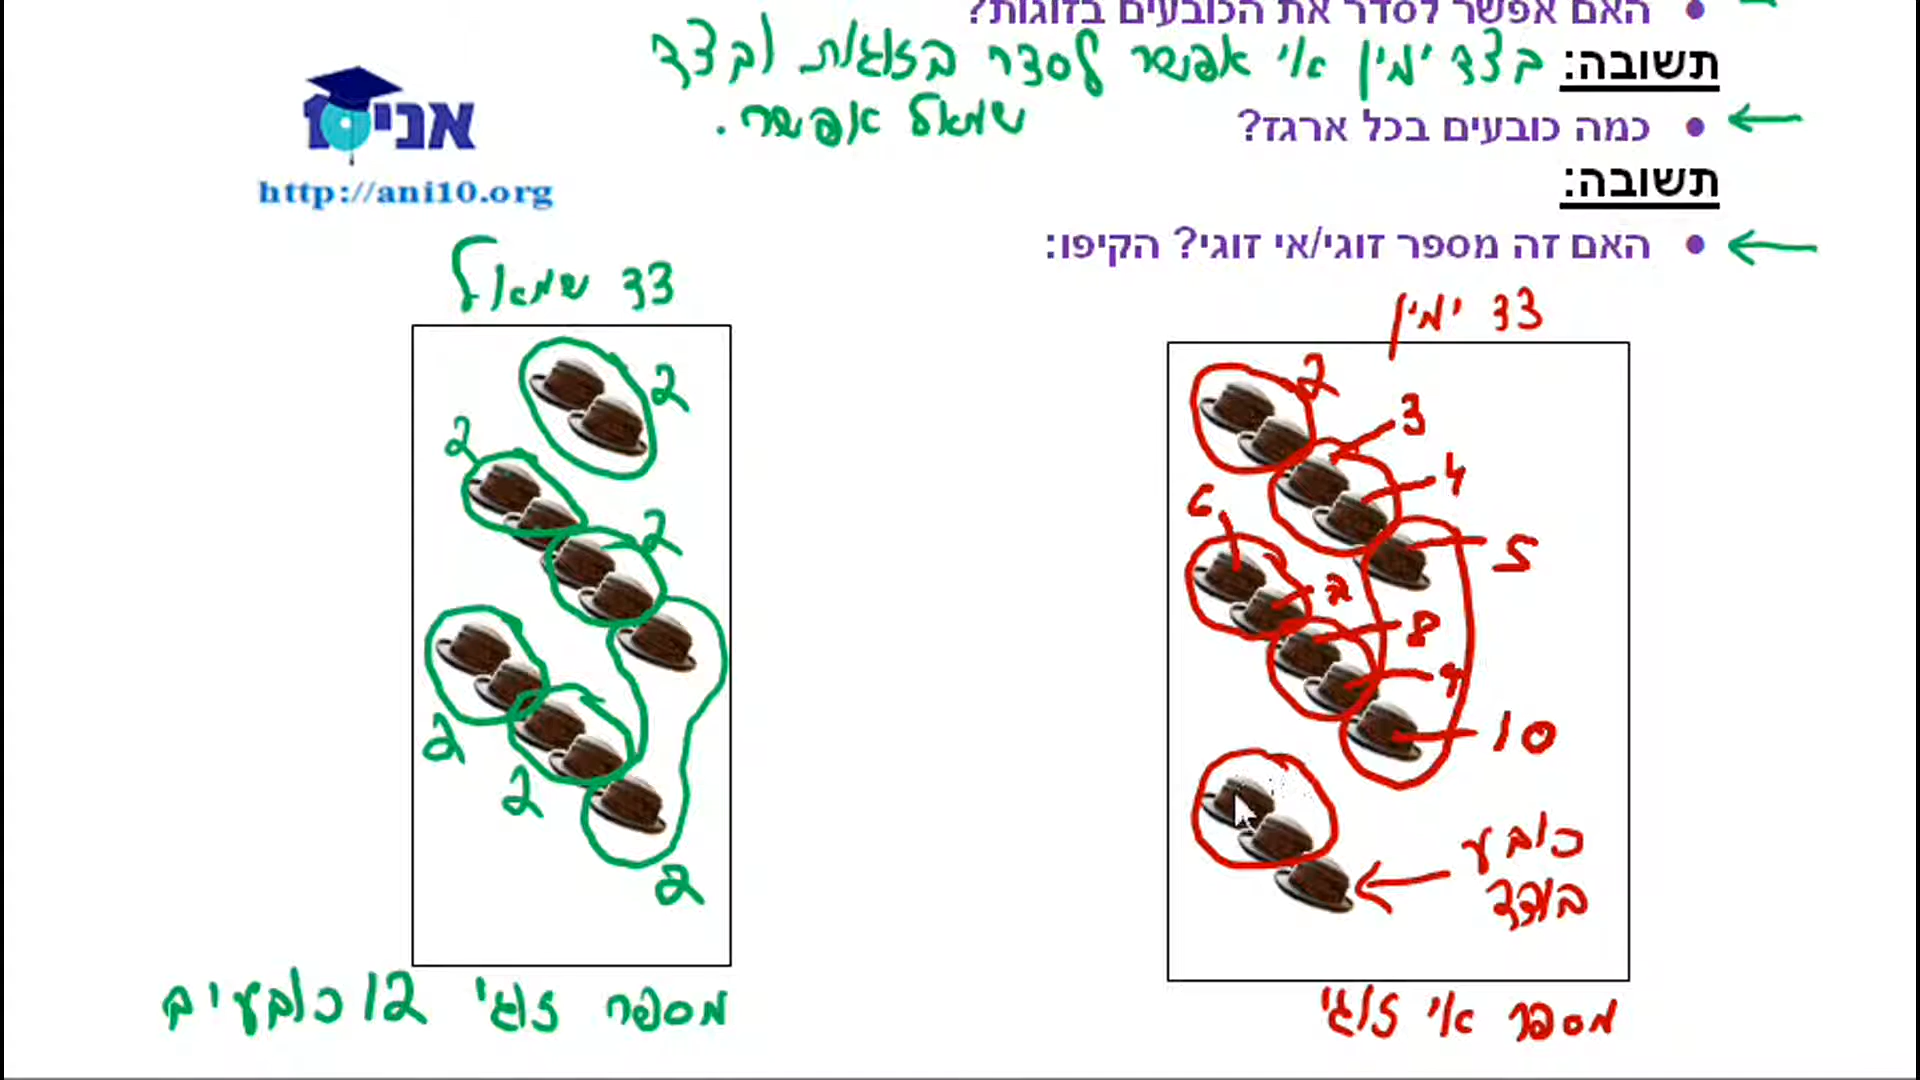 האם אפשר לסדר את הכובעים בזוגות?
תשובה: בצד ימין אי אפשר לסדר בזוגות ובצד
שמאל אפשר.
כמה כובעים בכל ארגז?
תשובה:
האם זה מספר זוגי/אי זוגי? הקיפו:
אני10
http://ani10.org
צד ימין
2
3
4
5
6
7
8
9
10
כובע
בודד
מספר אי זוגי
צד שמאל
2
2
2
2
2
2
מספר זוגי 12 כובעים